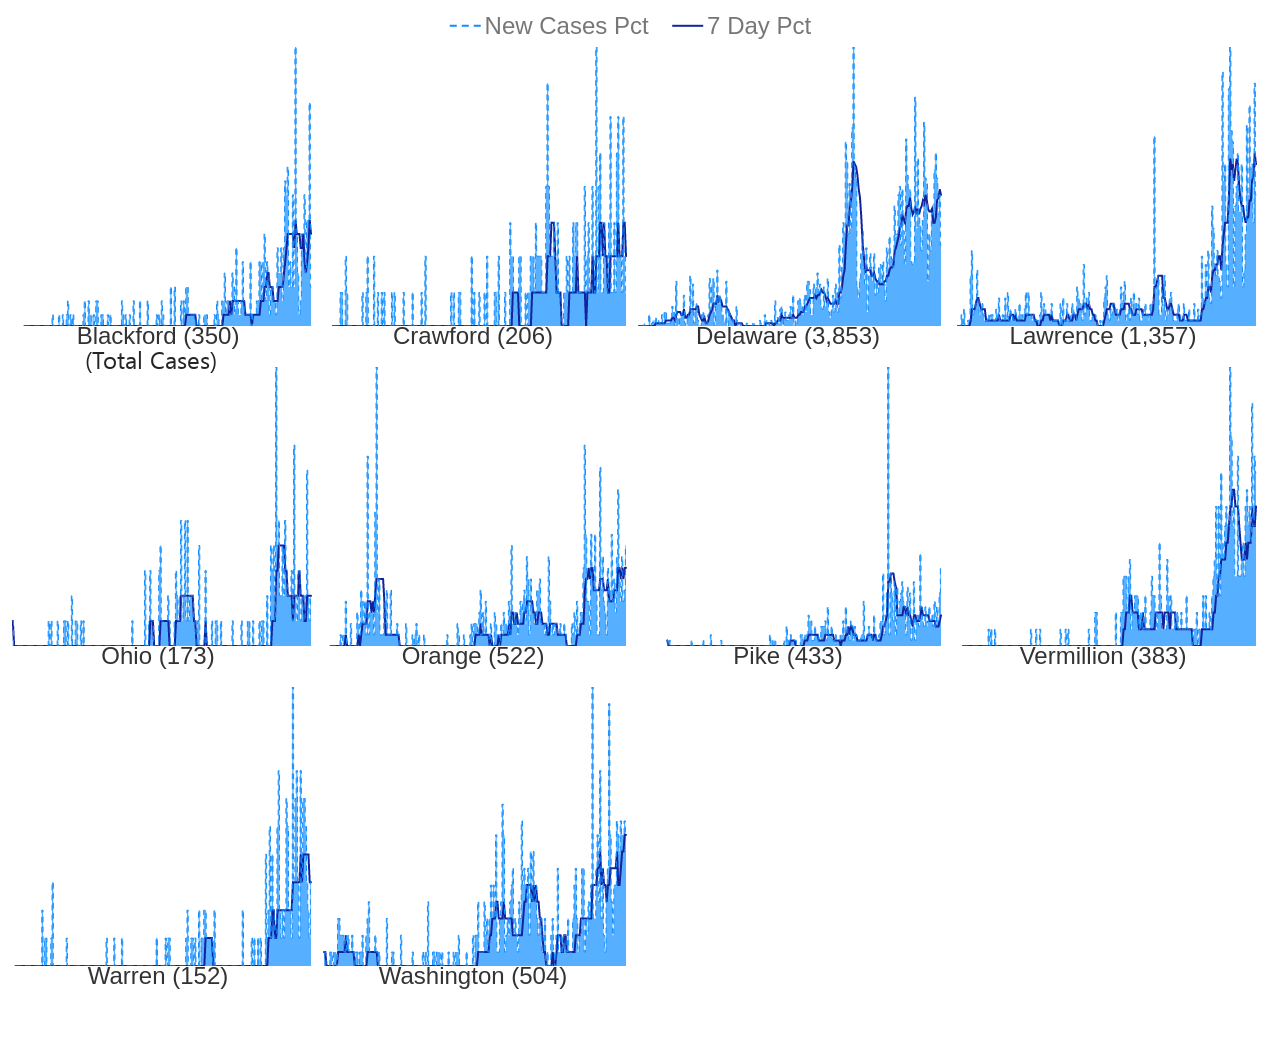 New Cases Pct 7 Day Pct
Blackford (350) Crawford (206) Delaware (3,853) Lawrence (1,357)
(Total Cases)
Ohio (173) Orange (522) Pike (433) Vermillion (383)
Warren (152) Washington (504)